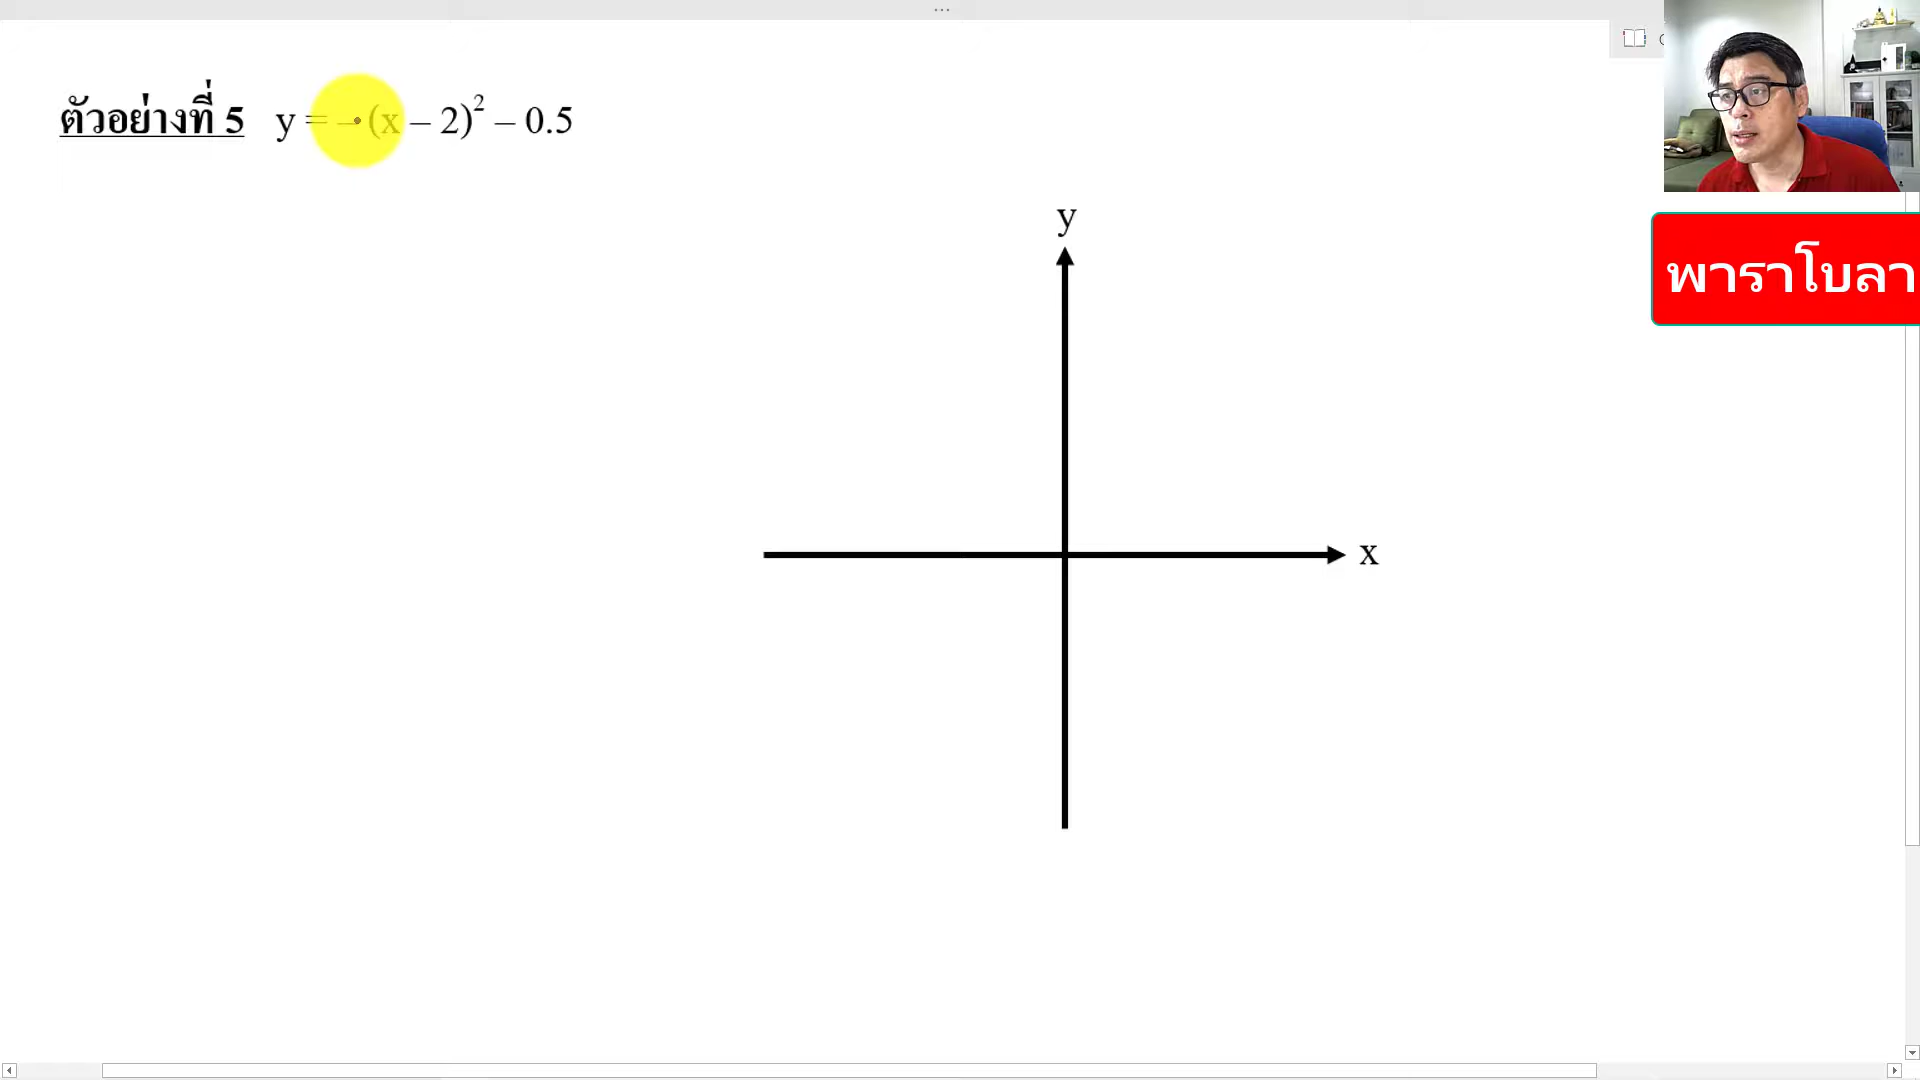 ตัวอย่างที่ 5 y = – (x – 2)² – 0.5
y
พาราโบลา
x